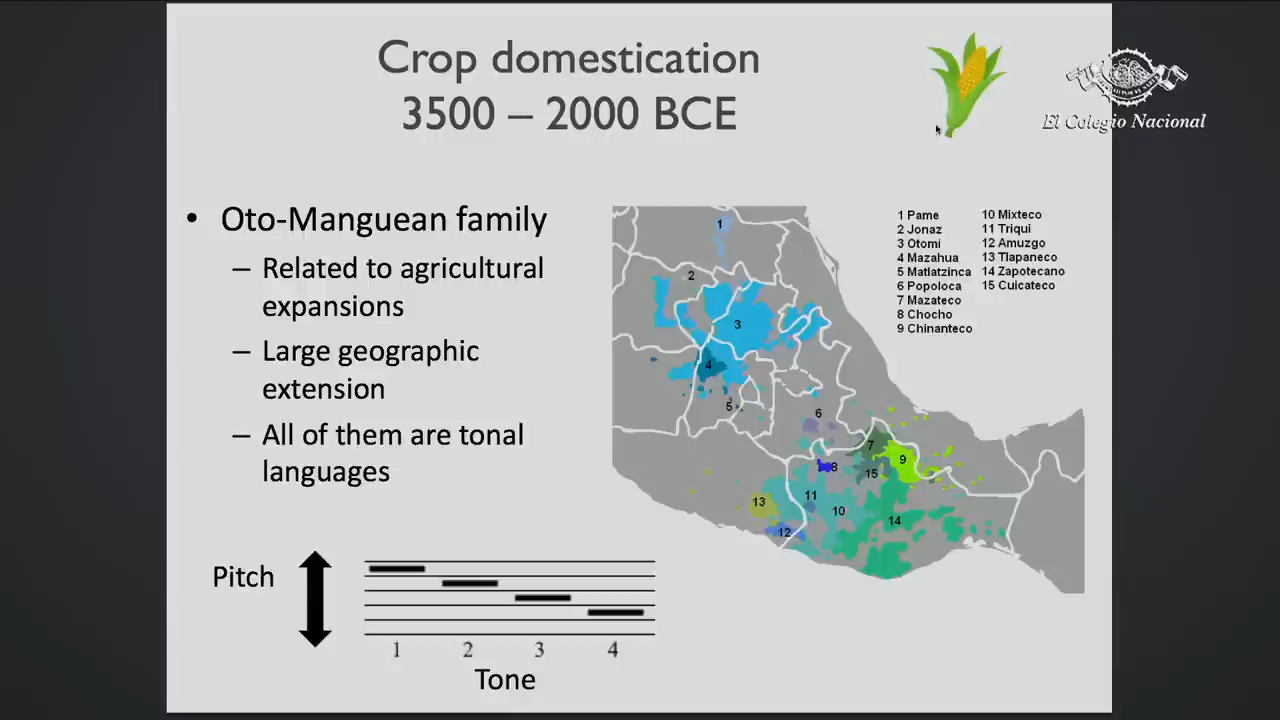 Crop domestication
3500 – 2000 BCE
El Colegio Nacional
• Oto-Manguean family
– Related to agricultural
expansions
– Large geographic
extension
– All of them are tonal
languages
1 Pame
2 Jonaz
3 Otomí
4 Mazahua
5 Matlatzinca
6 Popoloca
7 Mazateco
8 Chocho
9 Chinanteco
10 Mixteco
11 Triqui
12 Amuzgo
13 Tlapaneco
14 Zapotecano
15 Cuicateco
1
2
3
4
5
6
7
9
8
15
11
13
10
14
12
Pitch
1 2 3 4
Tone